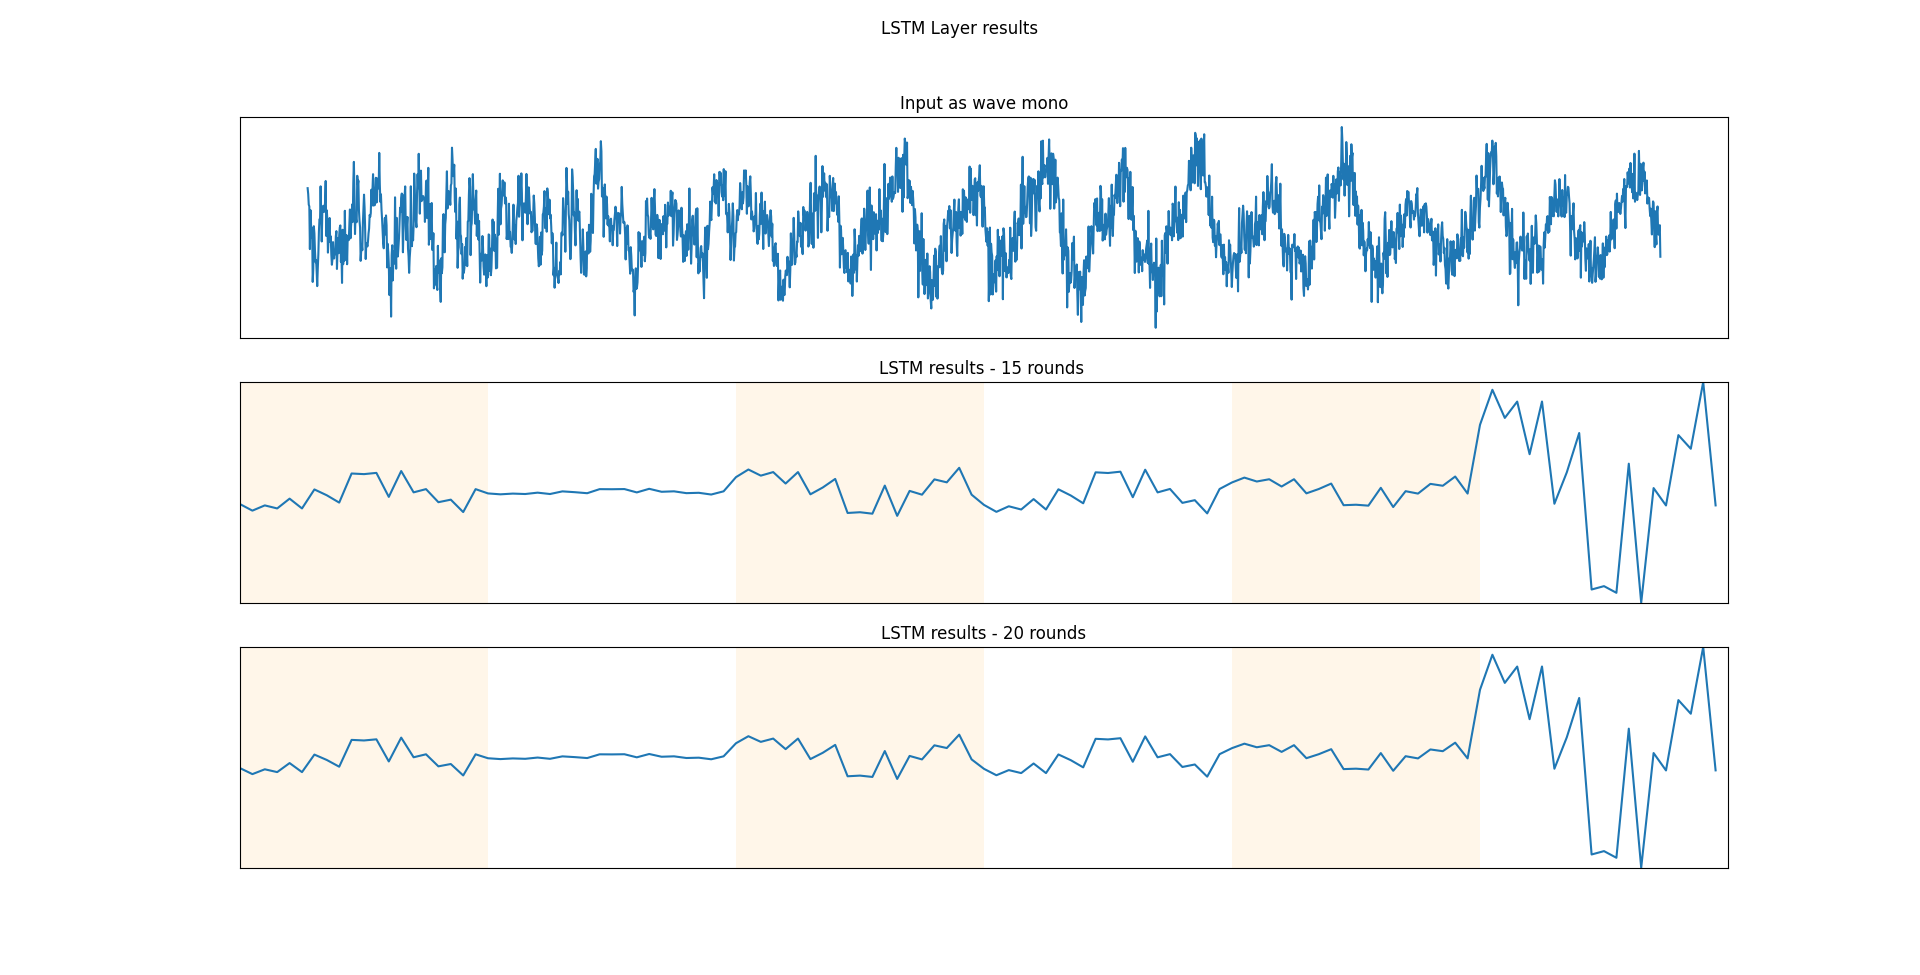 LSTM Layer results
Input as wave mono
LSTM results - 15 rounds
LSTM results - 20 rounds